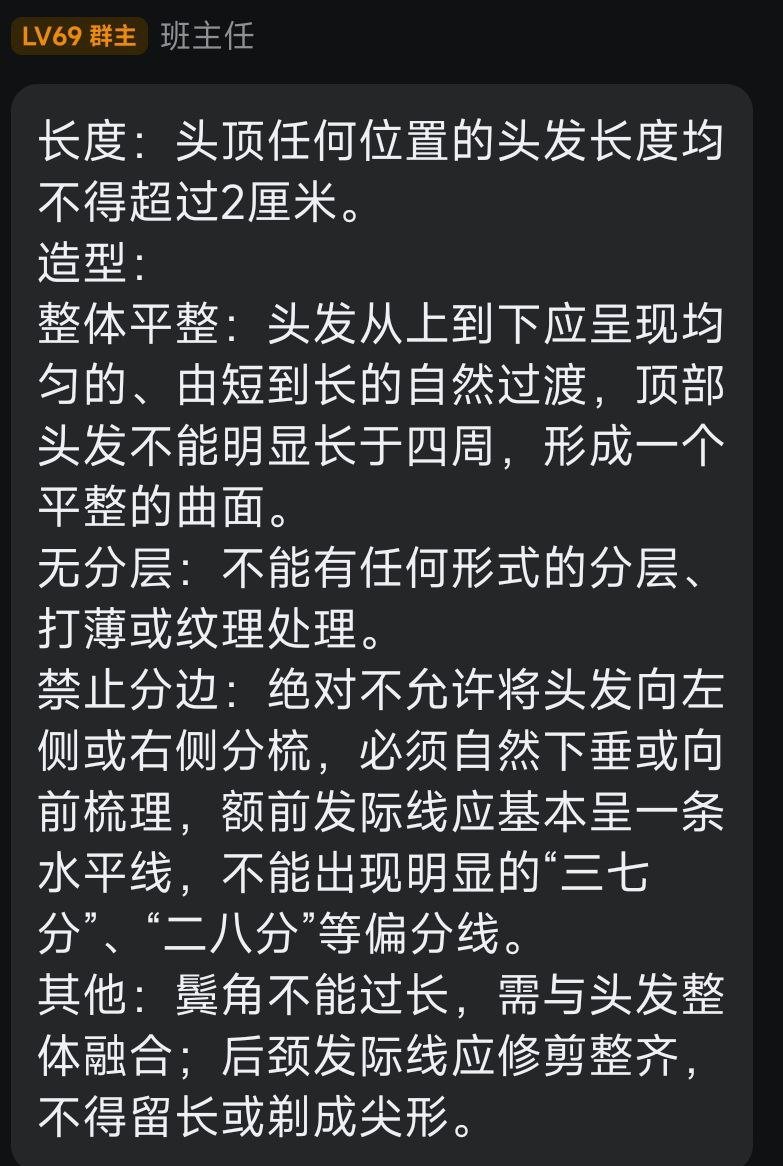 LV69 群主 班主任
长度：头顶任何位置的头发长度均
不得超过2厘米。
造型：
整体平整：头发从上到下应呈现均
匀的、由短到长的自然过渡，顶部
头发不能明显长于四周，形成一个
平整的曲面。
无分层：不能有任何形式的分层、
打薄或纹理处理。
禁止分边：绝对不允许将头发向左
侧或右侧分梳，必须自然下垂或向
前梳理，额前发际线应基本呈一条
水平线，不能出现明显的“三七
分”、“二八分”等偏分线。
其他：鬓角不能过长，需与头发整
体融合；后颈发际线应修剪整齐，
不得留长或剃成尖形。